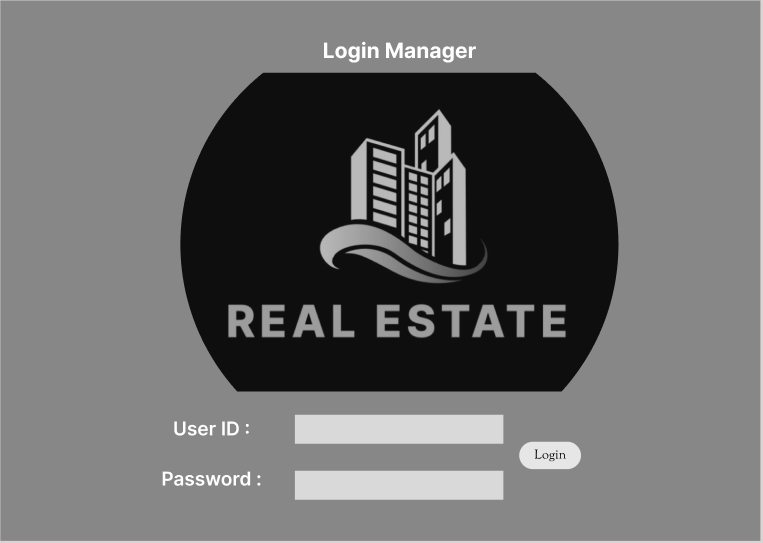 Login Manager
REAL ESTATE
User ID :
Login
Password :